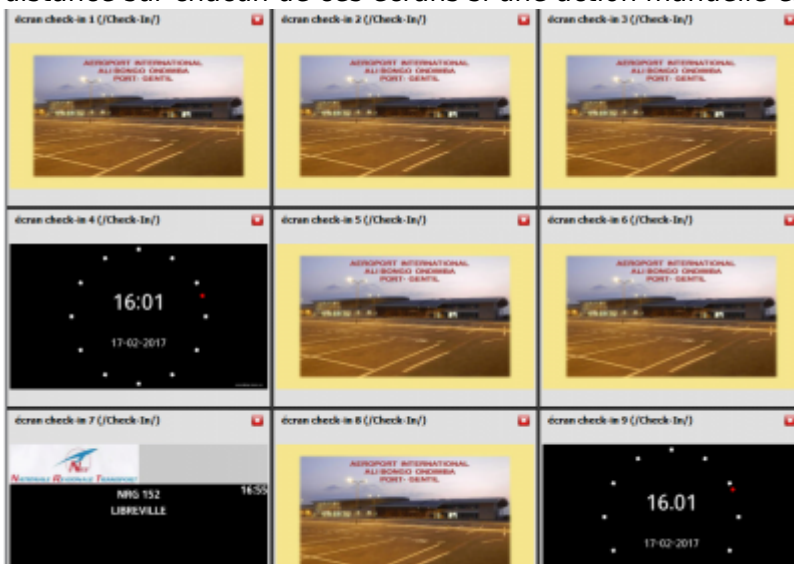 distance sur chacun de ces écrans si une action manuelle e
écran check-in 1 (/Check-In/)
écran check-in 2 (/Check-In/)
écran check-in 3 (/Check-In/)
AEROPORT INTERNATIONAL
ALI BONGO ONDIMBA
PORT- GENTIL
AEROPORT INTERNATIONAL
ALI BONGO ONDIMBA
PORT- GENTIL
AEROPORT INTERNATIONAL
ALI BONGO ONDIMBA
PORT- GENTIL
écran check-in 4 (/Check-In/)
écran check-in 5 (/Check-In/)
écran check-in 6 (/Check-In/)
16:01
17-02-2017
AEROPORT INTERNATIONAL
ALI BONGO ONDIMBA
PORT- GENTIL
AEROPORT INTERNATIONAL
ALI BONGO ONDIMBA
PORT- GENTIL
écran check-in 7 (/Check-In/)
écran check-in 8 (/Check-In/)
écran check-in 9 (/Check-In/)
NATIONALE REGIONALE TRANSPORT
NRG 152
16:55
LIBREVILLE
AEROPORT INTERNATIONAL
ALI BONGO ONDIMBA
PORT- GENTIL
16.01
17-02-2017